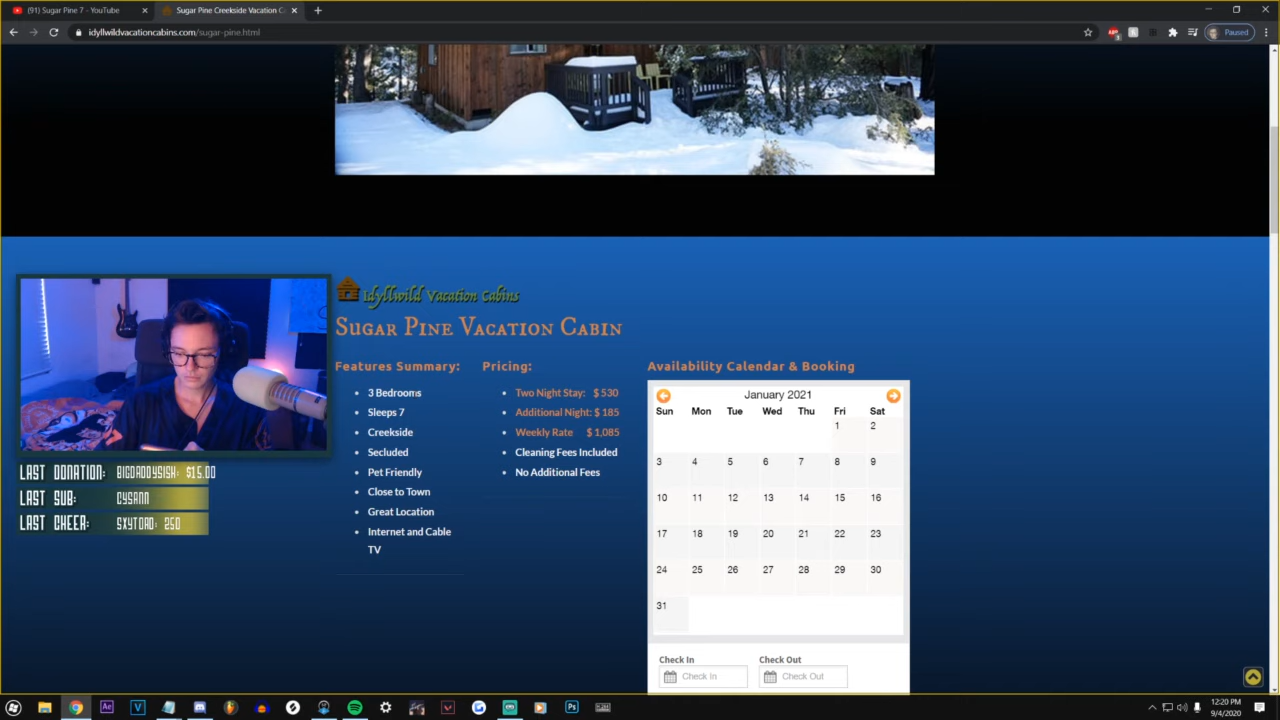 (91) Sugar Pine 7 - YouTube
Sugar Pine Creekside Vacation C
idyllwildvacationcabins.com/sugar-pine.html
Paused
Idyllwild Vacation Cabins
Sugar Pine Vacation Cabin
Features Summary:
3 Bedrooms
Sleeps 7
Creekside
Secluded
Pet Friendly
Close to Town
Great Location
Internet and Cable
TV
Pricing:
Two Night Stay: $ 530
Additional Night: $ 185
Weekly Rate $ 1,085
Cleaning Fees Included
No Additional Fees
Availability Calendar & Booking
January 2021
Sun Mon Tue Wed Thu Fri Sat
1 2
3 4 5 6 7 8 9
10 11 12 13 14 15 16
17 18 19 20 21 22 23
24 25 26 27 28 29 30
31
Check In Check Out
Check In Check Out
LAST DONATION: BIGDADDYSISK: $15.00
LAST SUB: CYSANN
LAST CHEER: SXYTORO: 250
12:20 PM
9/4/2020